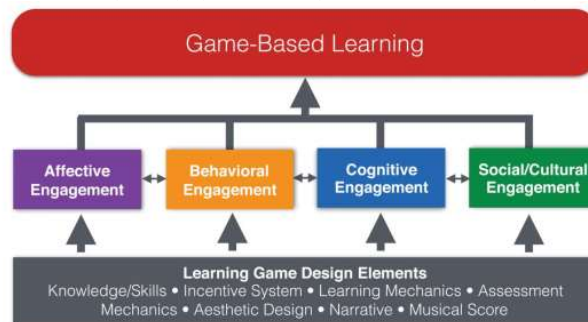 Game-Based Learning
Affective
Engagement
Behavioral
Engagement
Cognitive
Engagement
Social/Cultural
Engagement
Learning Game Design Elements
Knowledge/Skills • Incentive System • Learning Mechanics • Assessment
Mechanics • Aesthetic Design • Narrative • Musical Score